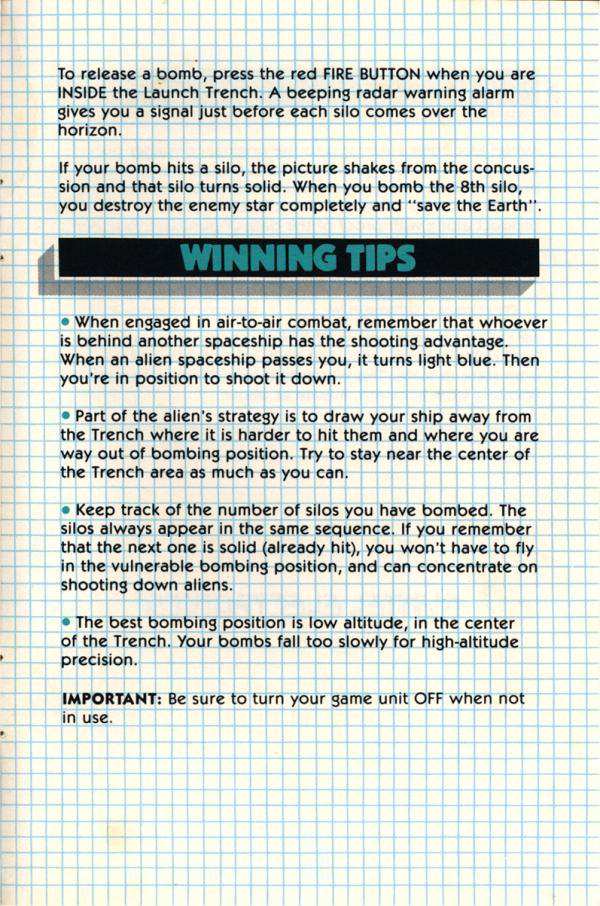 To release a bomb, press the red FIRE BUTTON when you are
INSIDE the Launch Trench. A beeping radar warning alarm
gives you a signal just before each silo comes over the
horizon.
If your bomb hits a silo, the picture shakes from the concus-
sion and that silo turns solid. When you bomb the 8th silo,
you destroy the enemy star completely and "save the Earth".
WINNING TIPS
• When engaged in air-to-air combat, remember that whoever
is behind another spaceship has the shooting advantage.
When an alien spaceship passes you, it turns light blue. Then
you're in position to shoot it down.
• Part of the alien's strategy is to draw your ship away from
the Trench where it is harder to hit them and where you are
way out of bombing position. Try to stay near the center of
the Trench area as much as you can.
• Keep track of the number of silos you have bombed. The
silos always appear in the same sequence. If you remember
that the next one is solid (already hit), you won't have to fly
in the vulnerable bombing position, and can concentrate on
shooting down aliens.
• The best bombing position is low altitude, in the center
of the Trench. Your bombs fall too slowly for high-altitude
precision.
IMPORTANT: Be sure to turn your game unit OFF when not
in use.